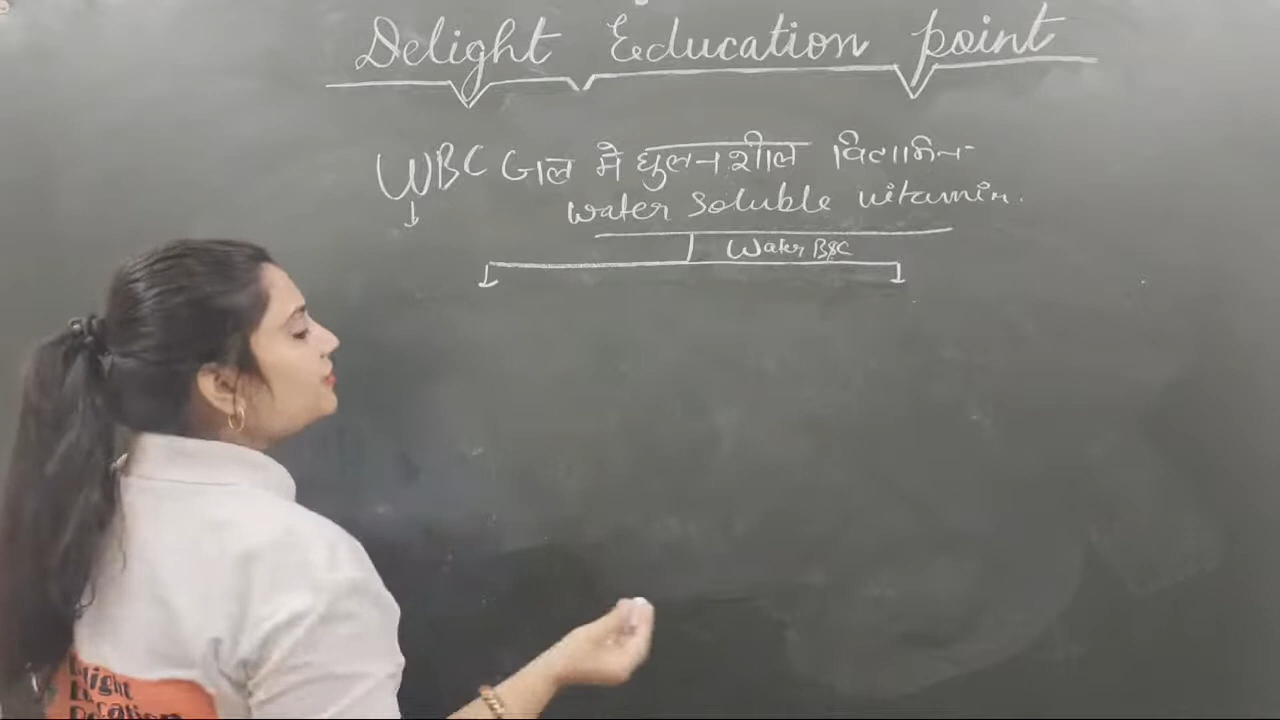 Delight Education point
WBC जल में घुलनशील विटामिन
water soluble vitamin.
Water B&C